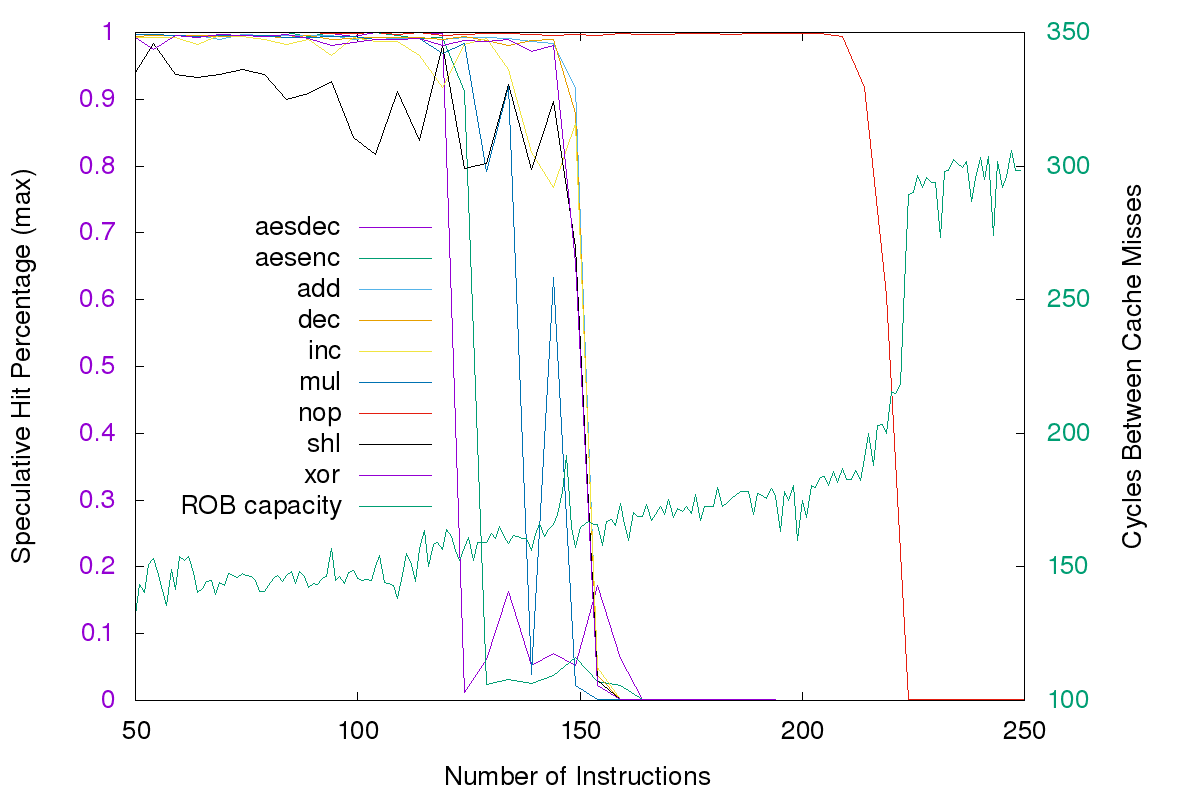 1
0.9
0.8
0.7
0.6
0.5
0.4
0.3
0.2
0.1
0
Speculative Hit Percentage (max)
aesdec
aesenc
add
dec
inc
mul
nop
shl
xor
ROB capacity
350
300
250
200
150
100
Cycles Between Cache Misses
50 100 150 200 250
Number of Instructions